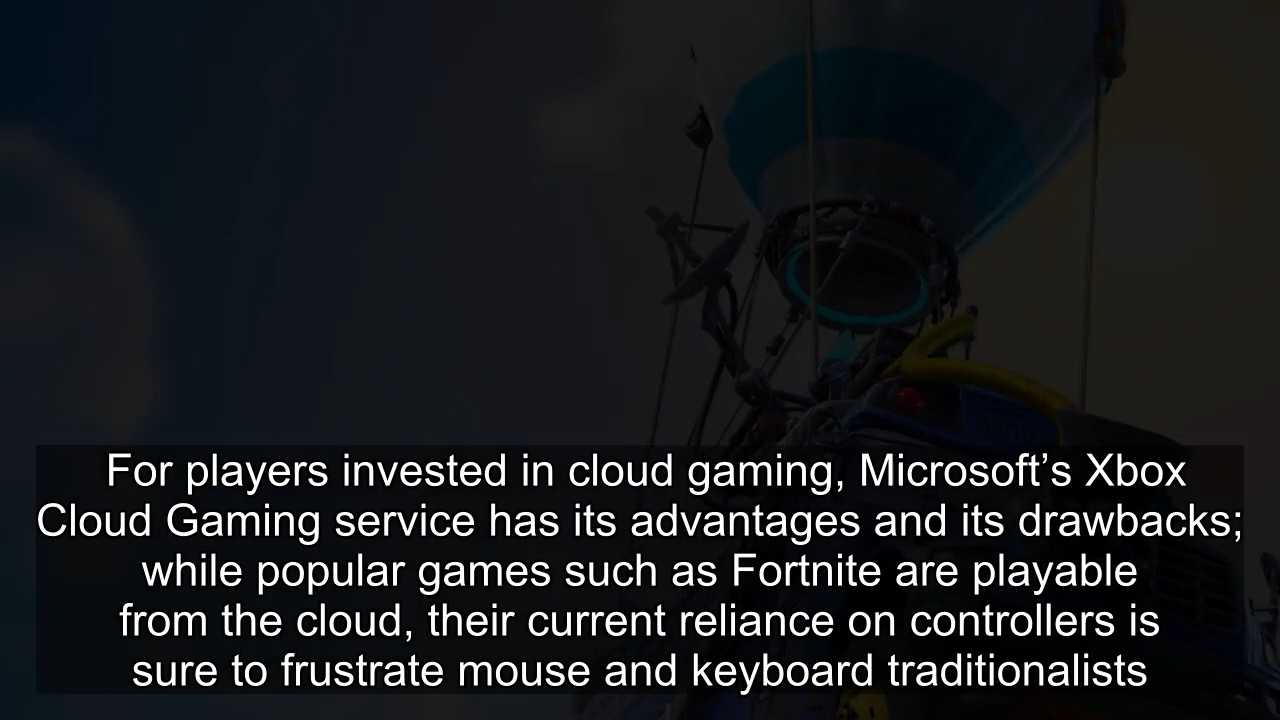 For players invested in cloud gaming, Microsoft’s Xbox
Cloud Gaming service has its advantages and its drawbacks;
while popular games such as Fortnite are playable
from the cloud, their current reliance on controllers is
sure to frustrate mouse and keyboard traditionalists